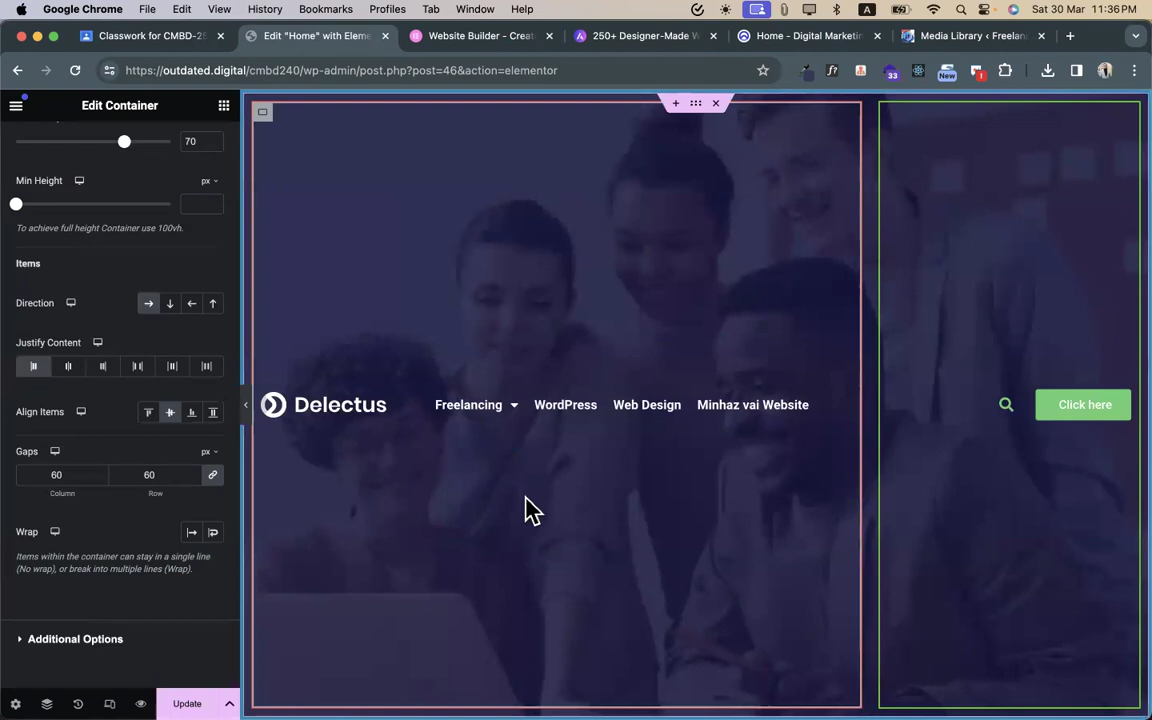 Google Chrome File Edit View History Bookmarks Profiles Tab Window Help A Sat 30 Mar 11:36 PM
Classwork for CMBD-25 Edit "Home" with Eleme Website Builder - Create 250+ Designer-Made W Home - Digital Marketin Media Library ‹ Freelan
https://outdated.digital/cmbd240/wp-admin/post.php?post=46&action=elementor f? 33 New
Edit Container
70
Min Height px
To achieve full height Container use 100vh.
Items
Direction
Justify Content
Align Items
Gaps px
60 60
Column Row
Wrap
Items within the container can stay in a single line
(No wrap), or break into multiple lines (Wrap).
Additional Options
Update
Delectus Freelancing WordPress Web Design Minhaz vai Website Click here